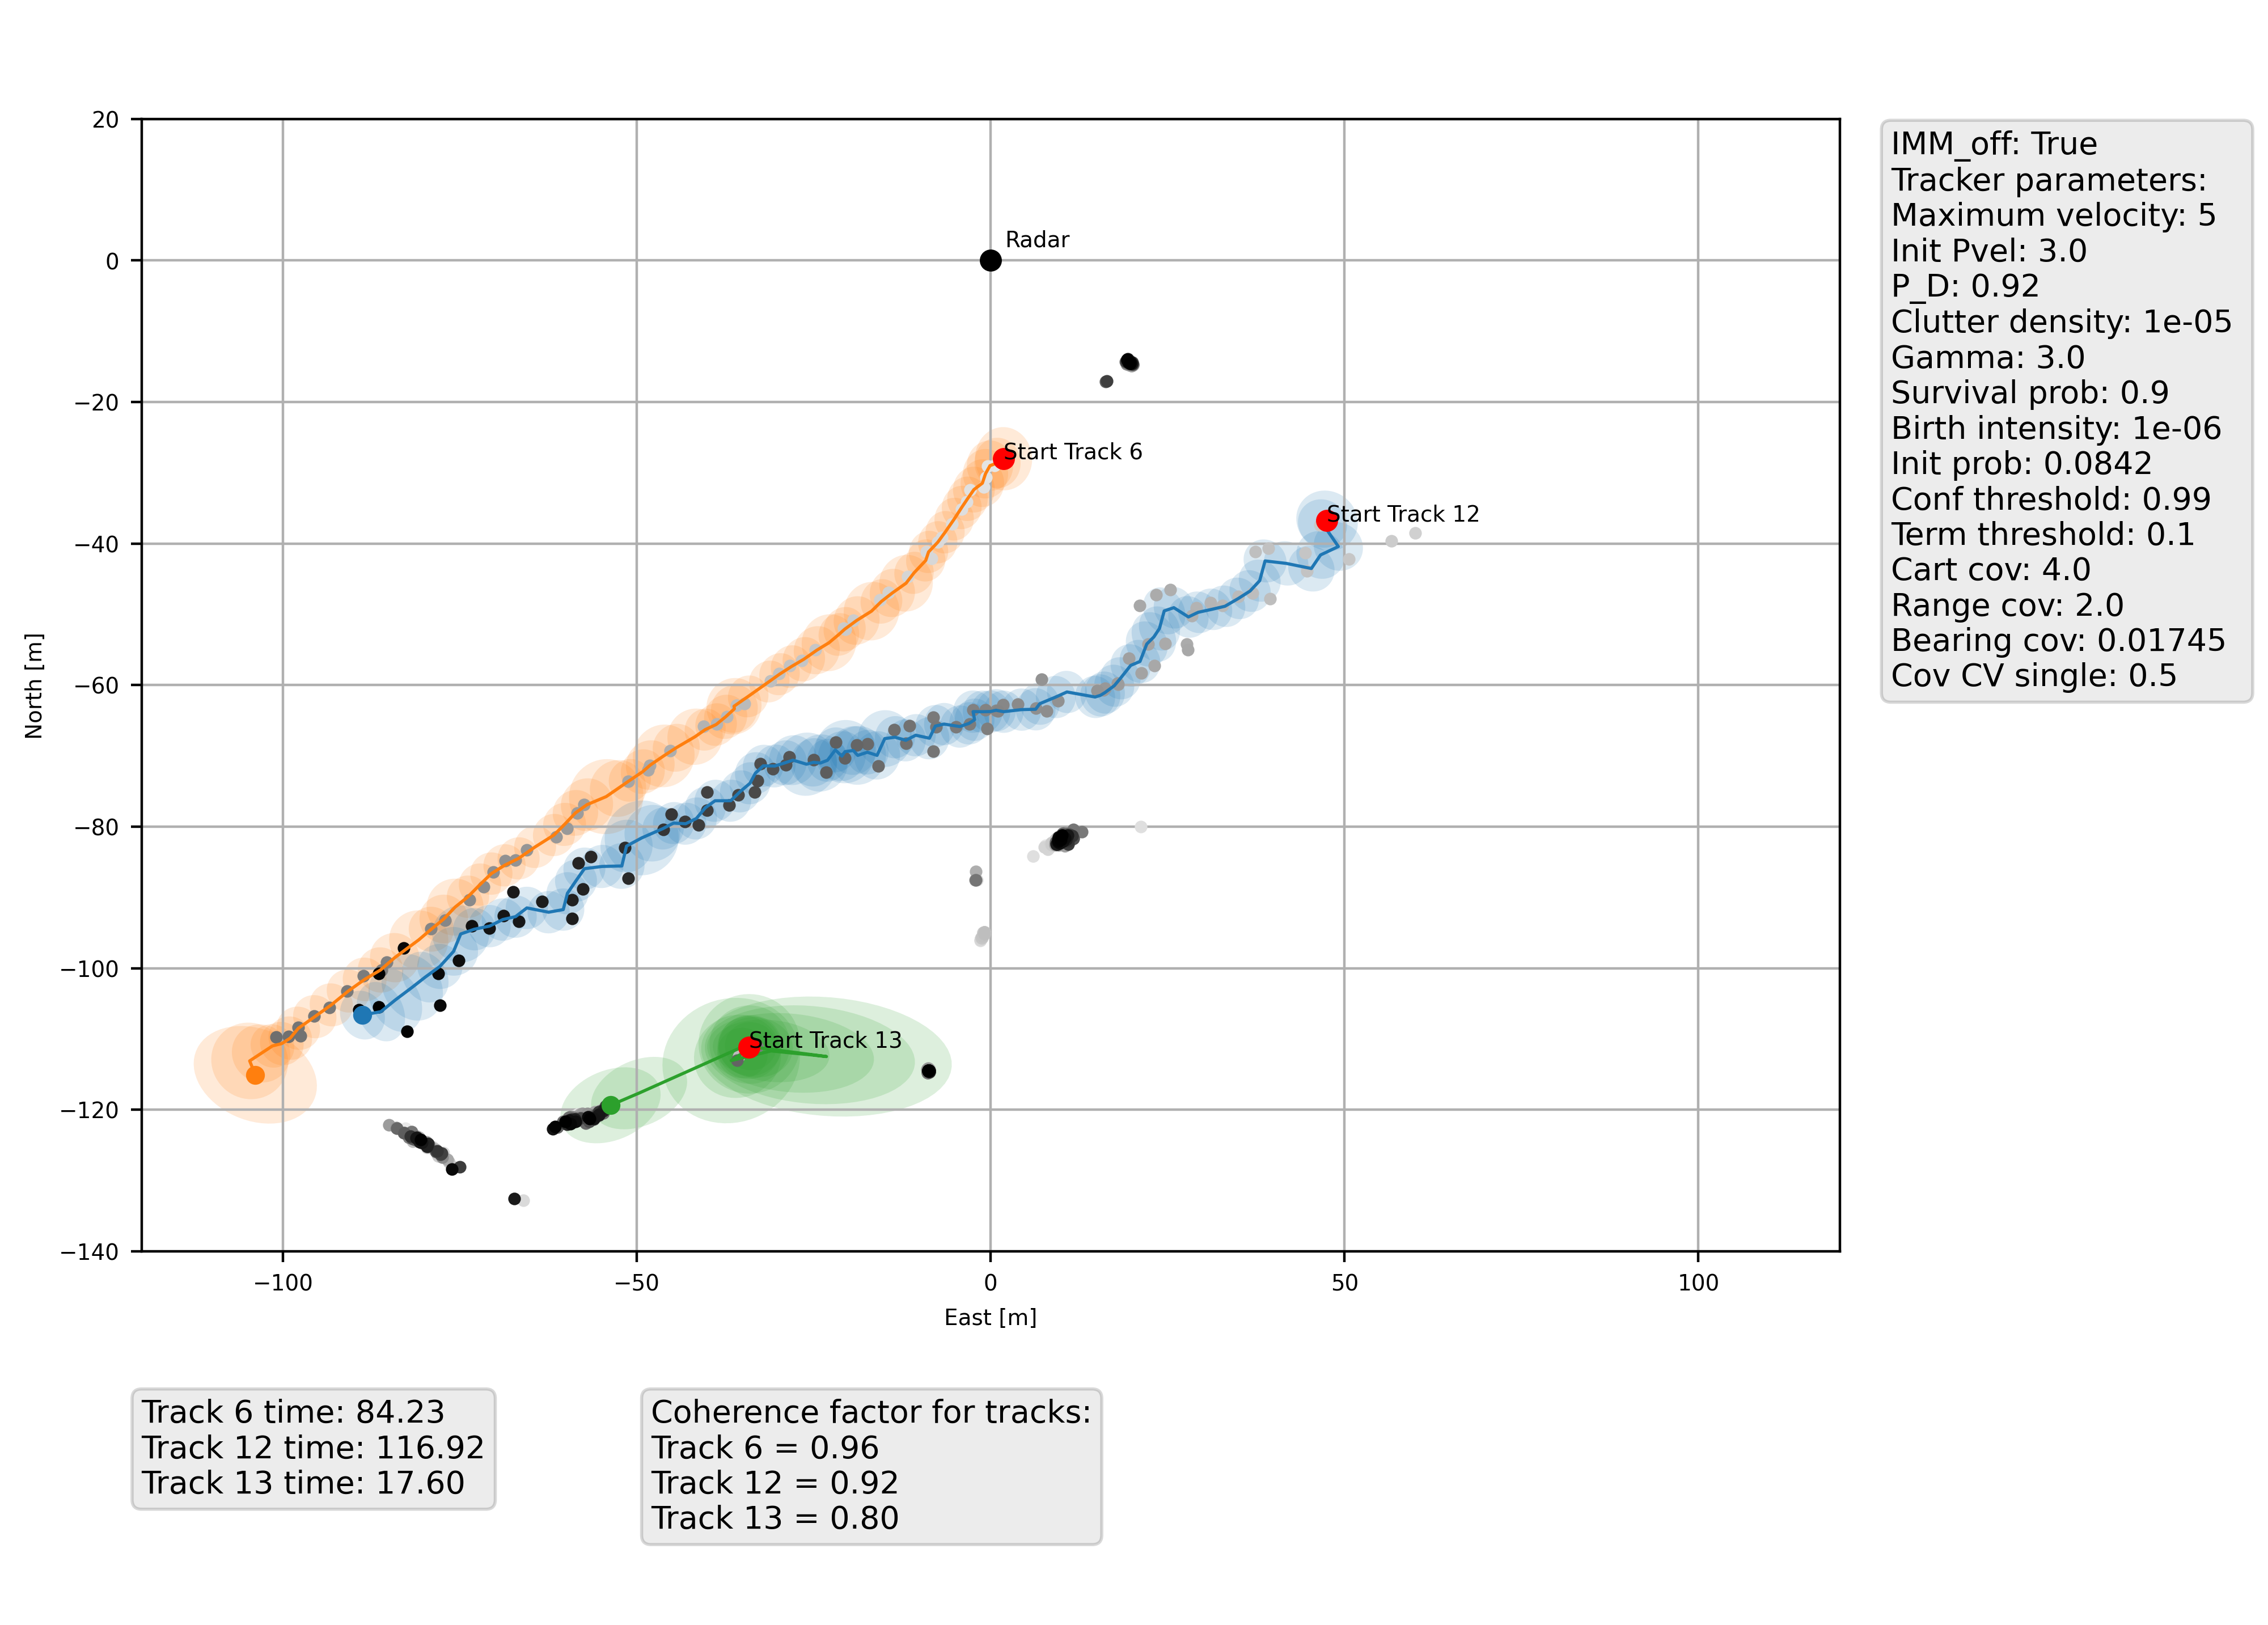 20
0
−20
−40
−60
−80
−100
−120
−140
North [m]
Radar
Start Track 6
Start Track 12
Start Track 13
−100
−50
0
50
100
East [m]
IMM_off: True
Tracker parameters:
Maximum velocity: 5
Init Pvel: 3.0
P_D: 0.92
Clutter density: 1e-05
Gamma: 3.0
Survival prob: 0.9
Birth intensity: 1e-06
Init prob: 0.0842
Conf threshold: 0.99
Term threshold: 0.1
Cart cov: 4.0
Range cov: 2.0
Bearing cov: 0.01745
Cov CV single: 0.5
Track 6 time: 84.23
Track 12 time: 116.92
Track 13 time: 17.60
Coherence factor for tracks:
Track 6 = 0.96
Track 12 = 0.92
Track 13 = 0.80